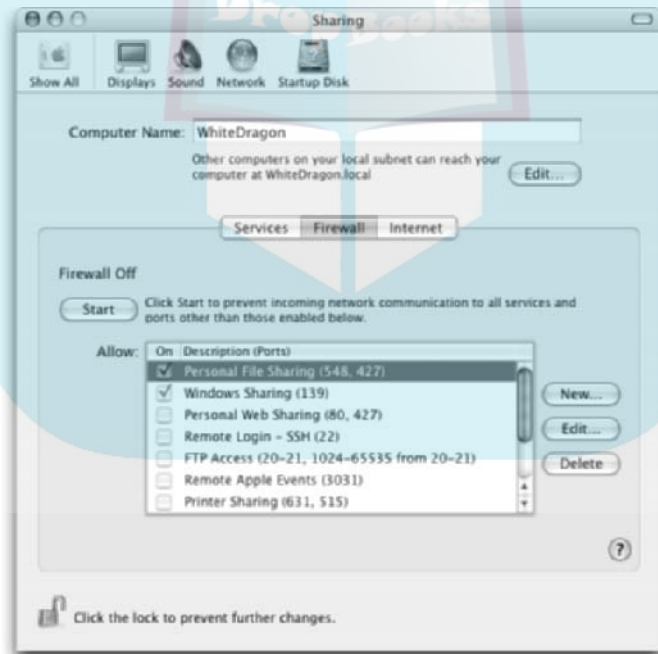 DropBooks
Sharing
Show All Displays Sound Network Startup Disk
Computer Name: WhiteDragon
Other computers on your local subnet can reach your
computer at WhiteDragon.local
Edit...
Services Firewall Internet
Firewall Off
Start
Click Start to prevent incoming network communication to all services and
ports other than those enabled below.
Allow: On Description (Ports)
Personal File Sharing (548, 427)
Windows Sharing (139)
Personal Web Sharing (80, 427)
Remote Login – SSH (22)
FTP Access (20–21, 1024–65535 from 20–21)
Remote Apple Events (3031)
Printer Sharing (631, 515)
New...
Edit...
Delete
?
Click the lock to prevent further changes.